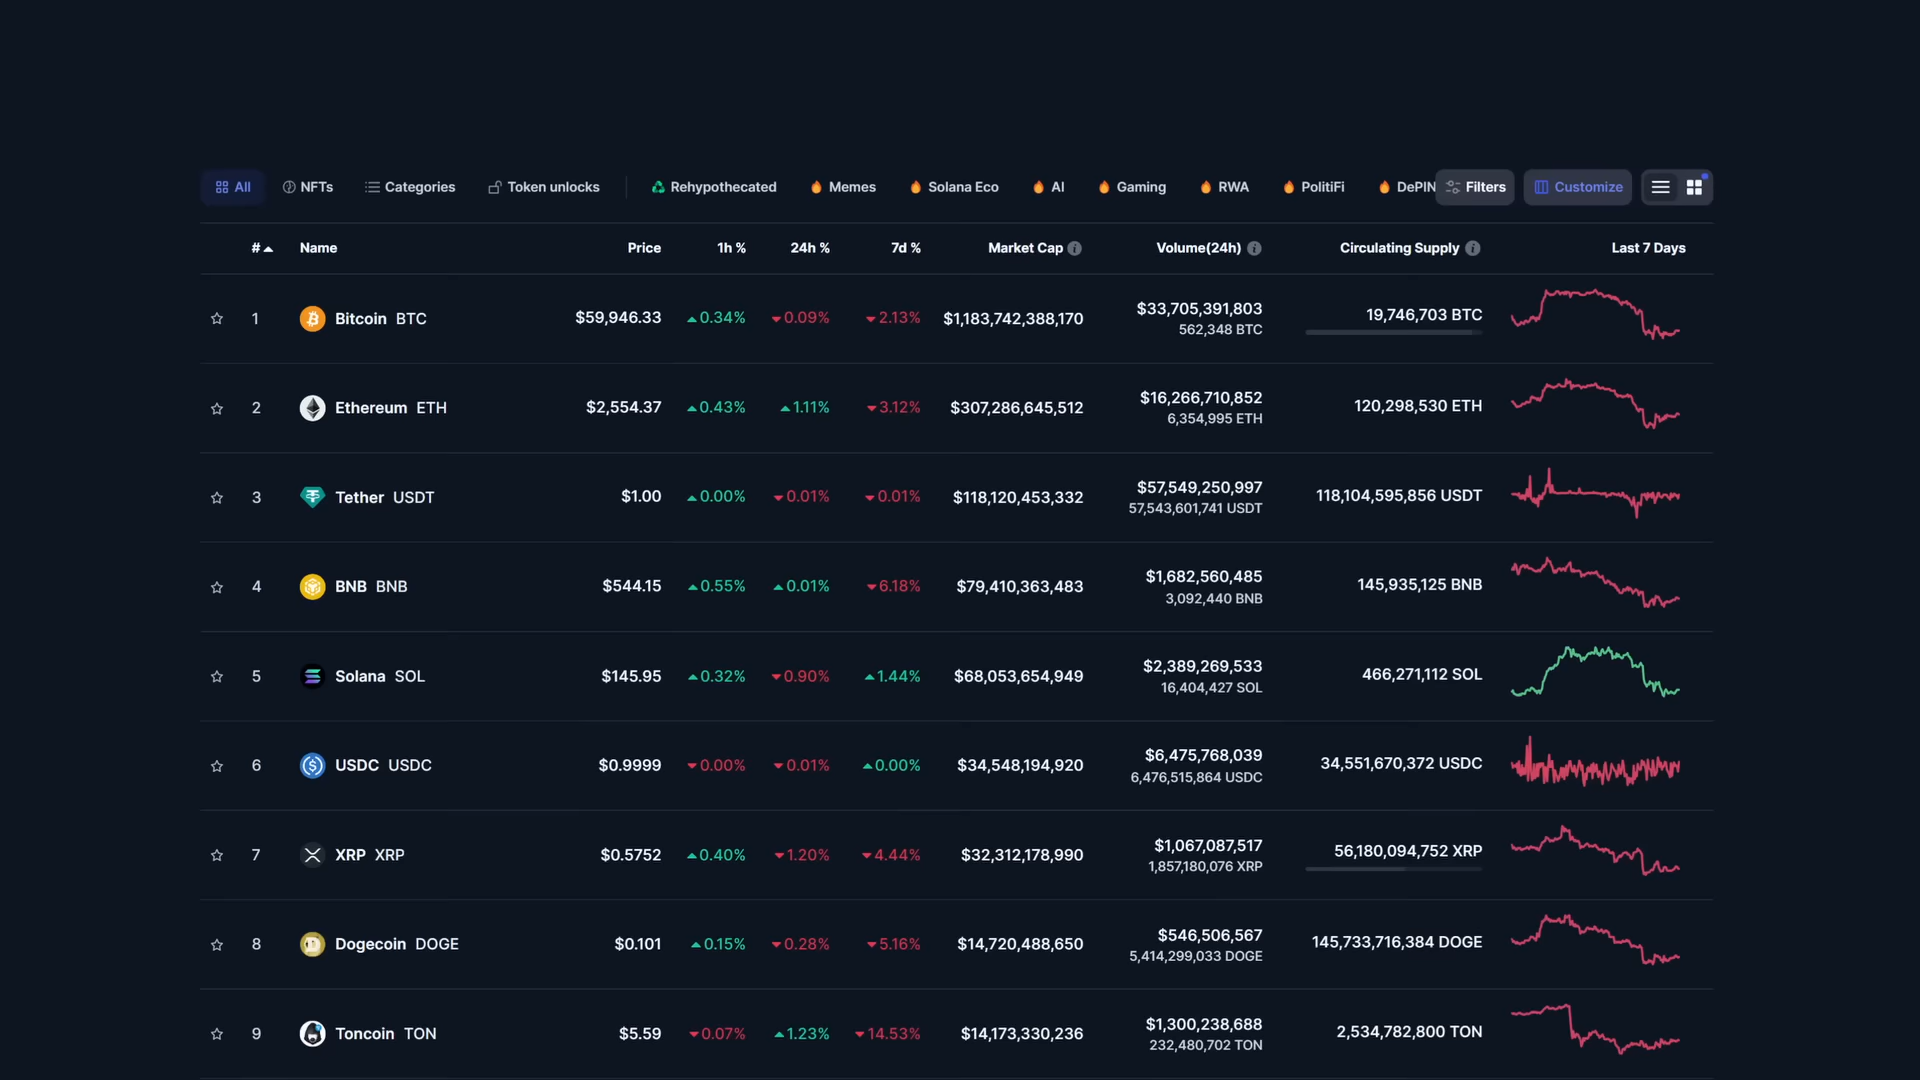 All NFTs Categories Token unlocks Rehypothecated Memes Solana Eco AI Gaming RWA PolitiFi DePIN Filters Customize
# Name Price 1h % 24h % 7d % Market Cap Volume(24h) Circulating Supply Last 7 Days
1 Bitcoin BTC $59,946.33 0.34% 0.09% 2.13% $1,183,742,388,170 $33,705,391,803 19,746,703 BTC
562,348 BTC
2 Ethereum ETH $2,554.37 0.43% 1.11% 3.12% $307,286,645,512 $16,266,710,852 120,298,530 ETH
6,354,995 ETH
3 Tether USDT $1.00 0.00% 0.01% 0.01% $118,120,453,332 $57,549,250,997 118,104,595,856 USDT
57,543,601,741 USDT
4 BNB BNB $544.15 0.55% 0.01% 6.18% $79,410,363,483 $1,682,560,485 145,935,125 BNB
3,092,440 BNB
5 Solana SOL $145.95 0.32% 0.90% 1.44% $68,053,654,949 $2,389,269,533 466,271,112 SOL
16,404,427 SOL
6 USDC USDC $0.9999 0.00% 0.01% 0.00% $34,548,194,920 $6,475,768,039 34,551,670,372 USDC
6,476,515,864 USDC
7 XRP XRP $0.5752 0.40% 1.20% 4.44% $32,312,178,990 $1,067,087,517 56,180,094,752 XRP
1,857,180,076 XRP
8 Dogecoin DOGE $0.101 0.15% 0.28% 5.16% $14,720,488,650 $546,506,567 145,733,716,384 DOGE
5,414,299,033 DOGE
9 Toncoin TON $5.59 0.07% 1.23% 14.53% $14,173,330,236 $1,300,238,688 2,534,782,800 TON
232,480,702 TON